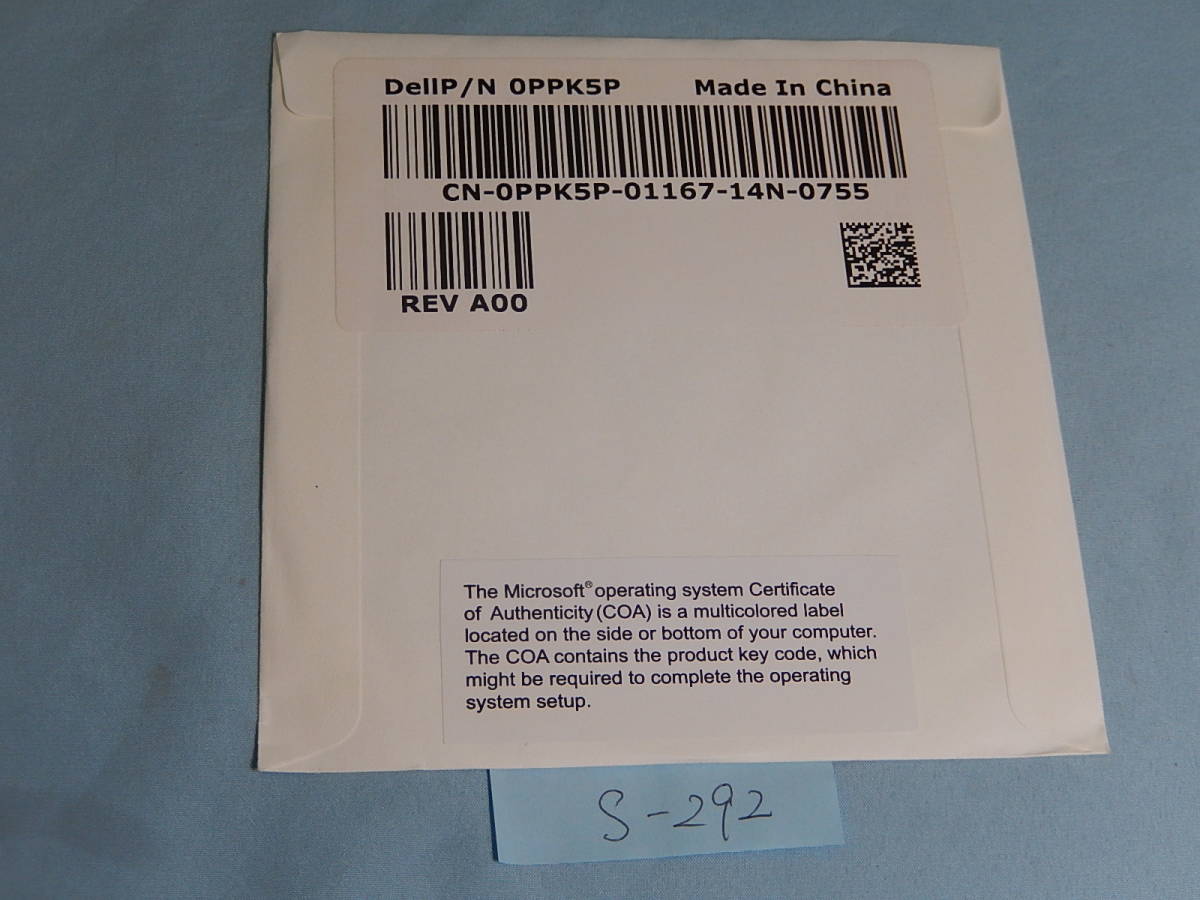 DellP/N 0PPK5P Made In China
CN-0PPK5P-01167-14N-0755
REV A00
The Microsoft® operating system Certificate
of Authenticity (COA) is a multicolored label
located on the side or bottom of your computer.
The COA contains the product key code, which
might be required to complete the operating
system setup.
S-292